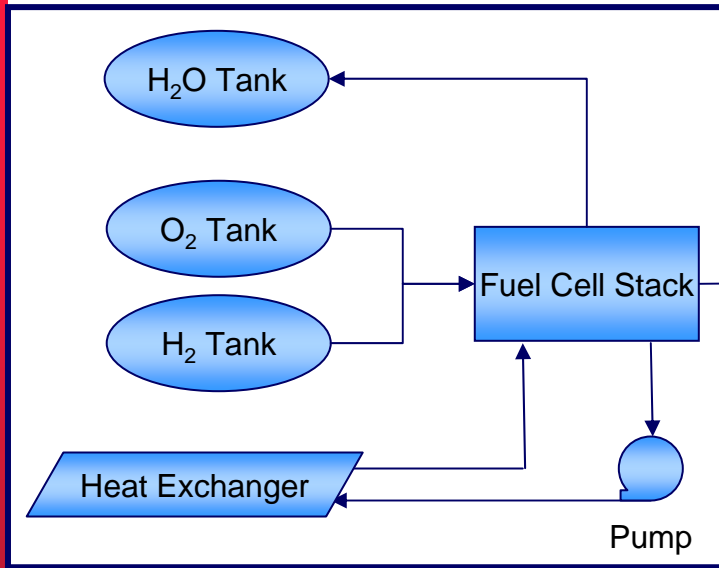 H₂O Tank
O₂ Tank
Fuel Cell Stack
H₂ Tank
Heat Exchanger
Pump